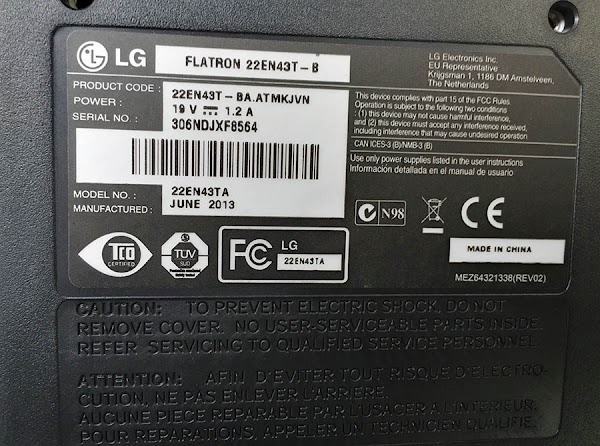 LG FLATRON 22EN43T-B
LG Electronics Inc.
EU Representative
Krijgsman 1, 1186 DM Amstelveen,
The Netherlands
PRODUCT CODE : 22EN43T - BA.ATMKJVN
POWER : 19 V 1.2 A
SERIAL NO. : 306NDJXF8564
MODEL NO. : 22EN43TA
MANUFACTURED : JUNE 2013
This device complies with part 15 of the FCC Rules
Operation is subject to the following two conditions
: (1) this device may not cause harmful interference,
and (2) this device must accept any interference received,
including interference that may cause undesired operation
CAN ICES-3 (B)/NMB-3 (B)
Use only power supplies listed in the user instructions
Información detallada en el manual de usuario
N98
CE
TCO
CERTIFIED
TÜV
SUD
FC LG
22EN43TA
MADE IN CHINA
MEZ64321338(REV02)
CAUTION: TO PREVENT ELECTRIC SHOCK, DO NOT
REMOVE COVER. NO USER-SERVICEABLE PARTS INSIDE.
REFER SERVICING TO QUALIFIED SERVICE PERSONNEL.
ATTENTION: AFIN D'EVITER TOUT RISQUE D'ELECTRO-
CUTION, NE PAS ENLEVER L'ARRIERE.
AUCUNE PIECE REPARABLE PAR L'USAGER A L'INTERIEUR.
POUR REPARATIONS, APPELER UN TECHNICIEN QUALIFIE.